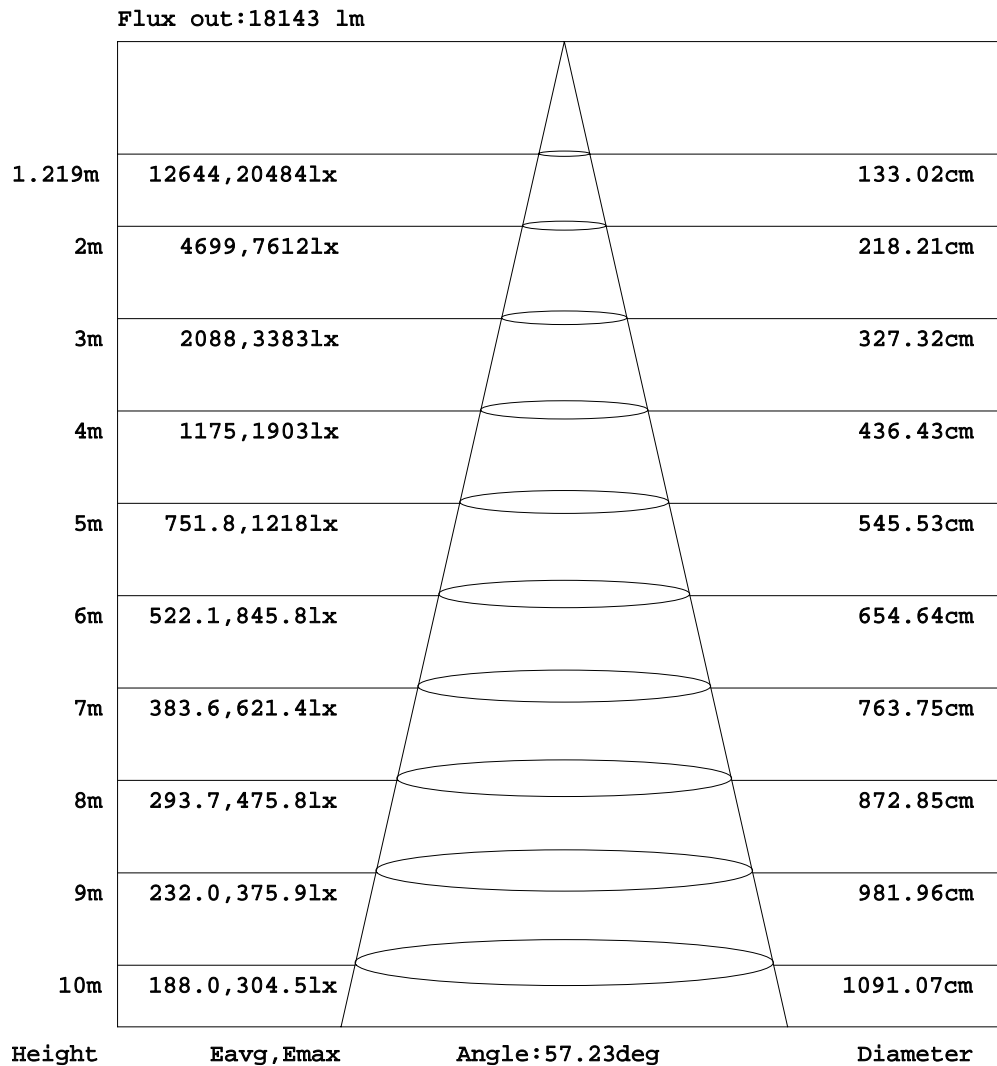 Flux out:18143 lm
1.219m 12644,20484lx 133.02cm
2m 4699,7612lx 218.21cm
3m 2088,3383lx 327.32cm
4m 1175,1903lx 436.43cm
5m 751.8,1218lx 545.53cm
6m 522.1,845.8lx 654.64cm
7m 383.6,621.4lx 763.75cm
8m 293.7,475.8lx 872.85cm
9m 232.0,375.9lx 981.96cm
10m 188.0,304.5lx 1091.07cm
Height Eavg,Emax Angle:57.23deg Diameter